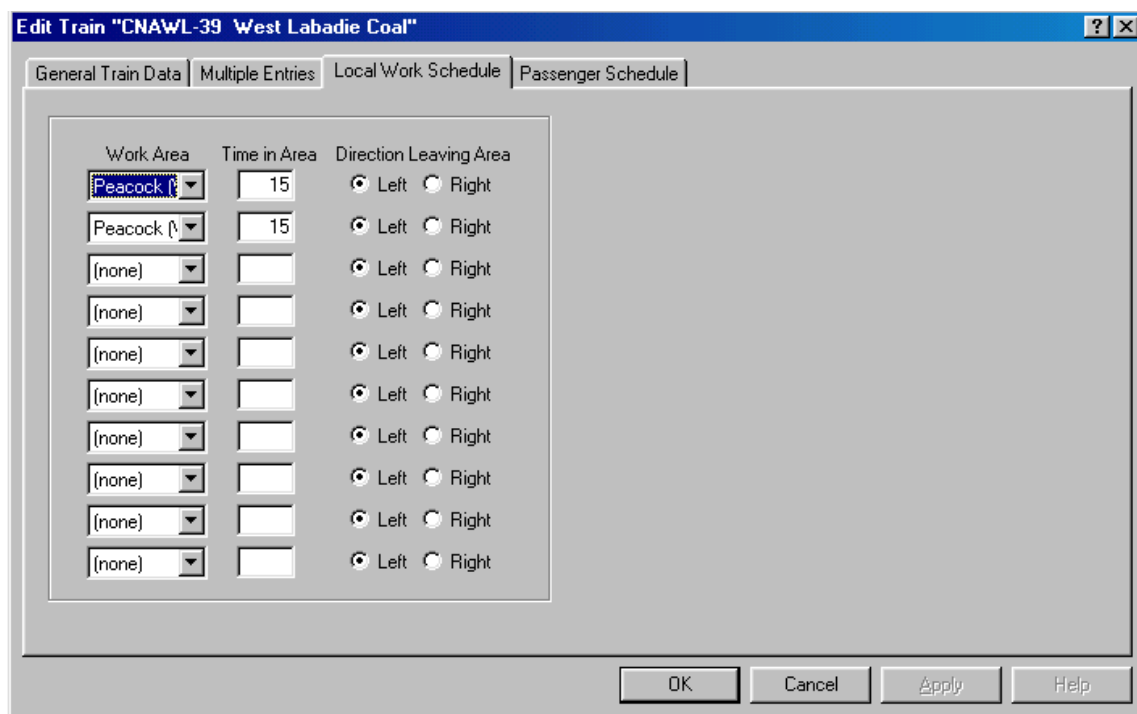 Edit Train "CNAWL-39 West Labadie Coal"
General Train Data Multiple Entries Local Work Schedule Passenger Schedule
Work Area Time in Area Direction Leaving Area
Peacock 15 Left Right
Peacock 15 Left Right
(none) Left Right
(none) Left Right
(none) Left Right
(none) Left Right
(none) Left Right
(none) Left Right
(none) Left Right
(none) Left Right
OK Cancel Apply Help